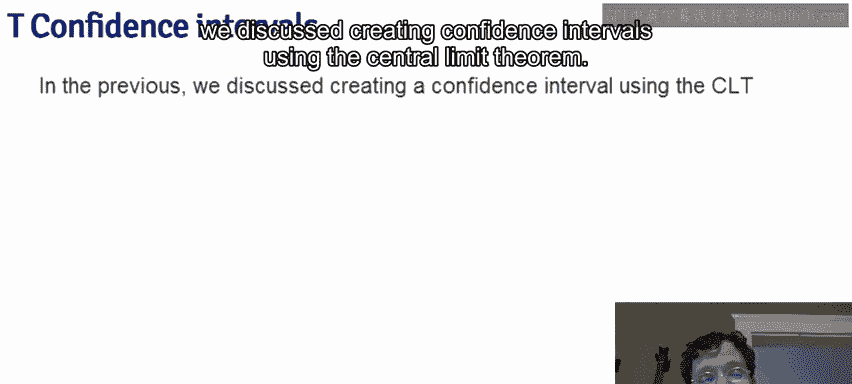 T Confidence intervals
we discussed creating confidence intervals
using the central limit theorem.
In the previous, we discussed creating a confidence interval using the CLT